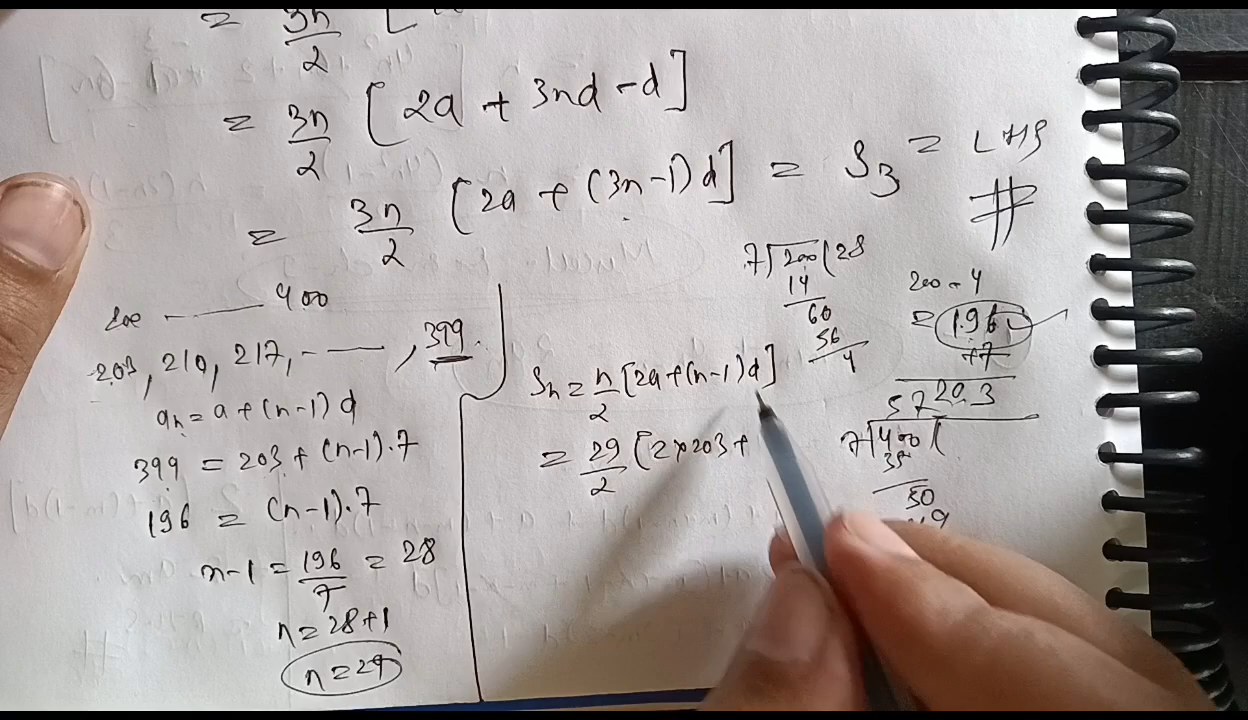 = 3n/2 [
= 3n/2 [2a + 3nd - d]
= 3n/2 [2a + (3n-1)d] = S3 = LHS
#
200 ------ 400
203, 210, 217, ----- , 399.
an = a + (n-1)d
399 = 203 + (n-1).7
196 = (n-1).7
n-1 = 196/7 = 28
n = 28+1
n = 29
Sn = n/2 [2a + (n-1)d]
= 29/2 [2×203 +
7) 200 ( 28
14
60
56
4
200 - 4
= 196
+7
203
57
7) 400 (
35
50
49